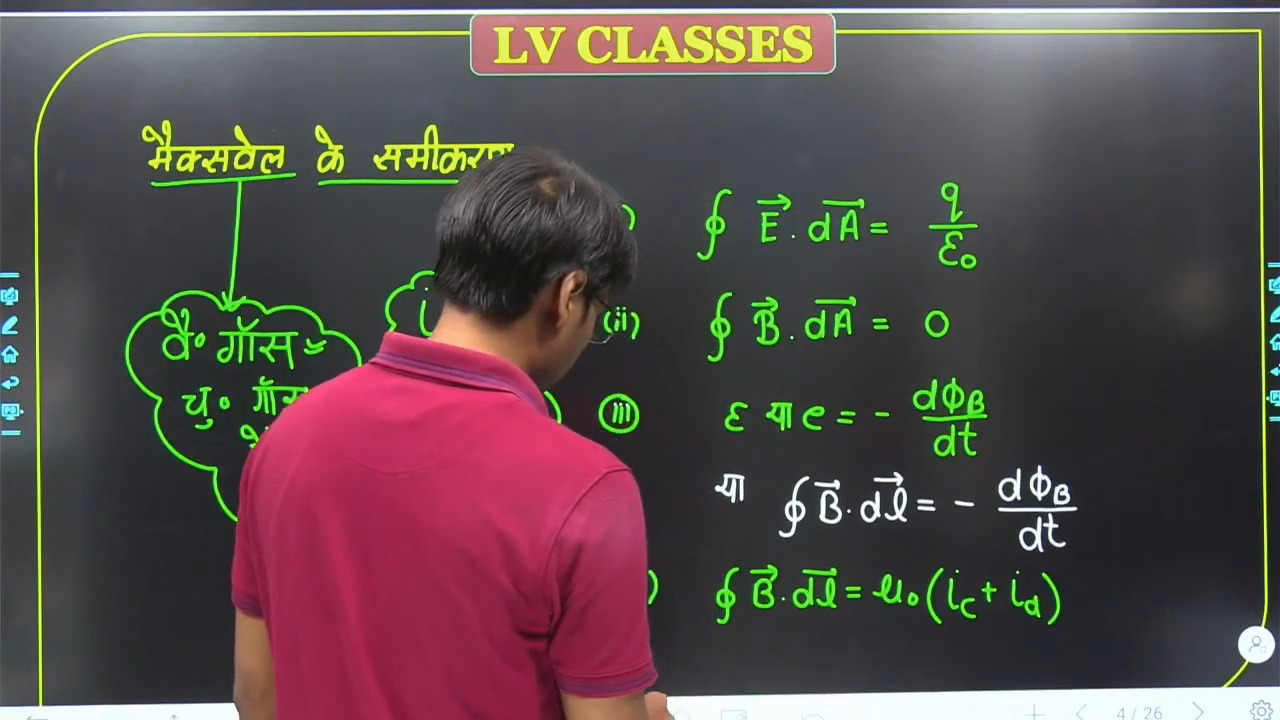 LV CLASSES
मैक्सवेल के समीकरण
वै॰ गॉस
चु॰ गॉस
∮ E⃗ . dA⃗ = q/ε₀
(ii) ∮ B⃗ . dA⃗ = 0
(iii) ε या e = - dϕB/dt
या ∮ B⃗ . dl⃗ = - dϕB/dt
∮ B⃗ . dl⃗ = μ₀ (ic + id)
4 / 26